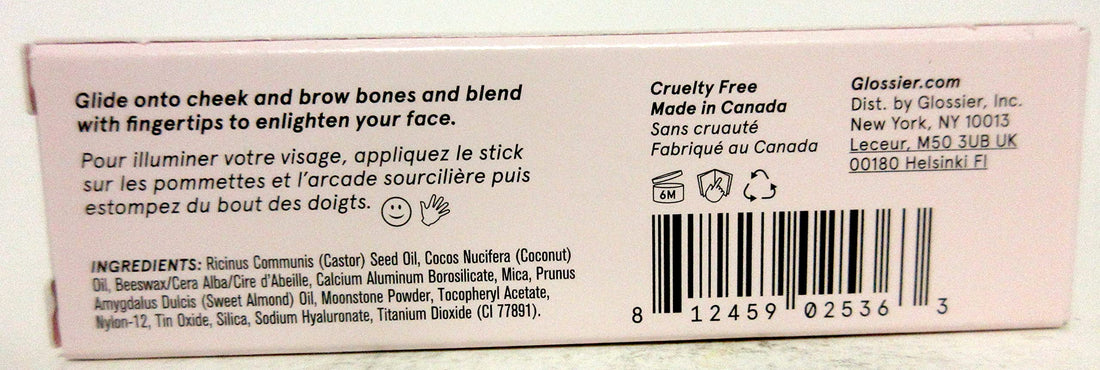 Glide onto cheek and brow bones and blend
with fingertips to enlighten your face.
Pour illuminer votre visage, appliquez le stick
sur les pommettes et l'arcade sourcilière puis
estompez du bout des doigts.
INGREDIENTS: Ricinus Communis (Castor) Seed Oil, Cocos Nucifera (Coconut)
Oil, Beeswax/Cera Alba/Cire d'Abeille, Calcium Aluminum Borosilicate, Mica, Prunus
Amygdalus Dulcis (Sweet Almond) Oil, Moonstone Powder, Tocopheryl Acetate,
Nylon-12, Tin Oxide, Silica, Sodium Hyaluronate, Titanium Dioxide (CI 77891).
Cruelty Free
Made in Canada
Sans cruauté
Fabriqué au Canada
6M
8 12459 02536 3
Glossier.com
Dist. by Glossier, Inc.
New York, NY 10013
Leceur, M50 3UB UK
00180 Helsinki FI